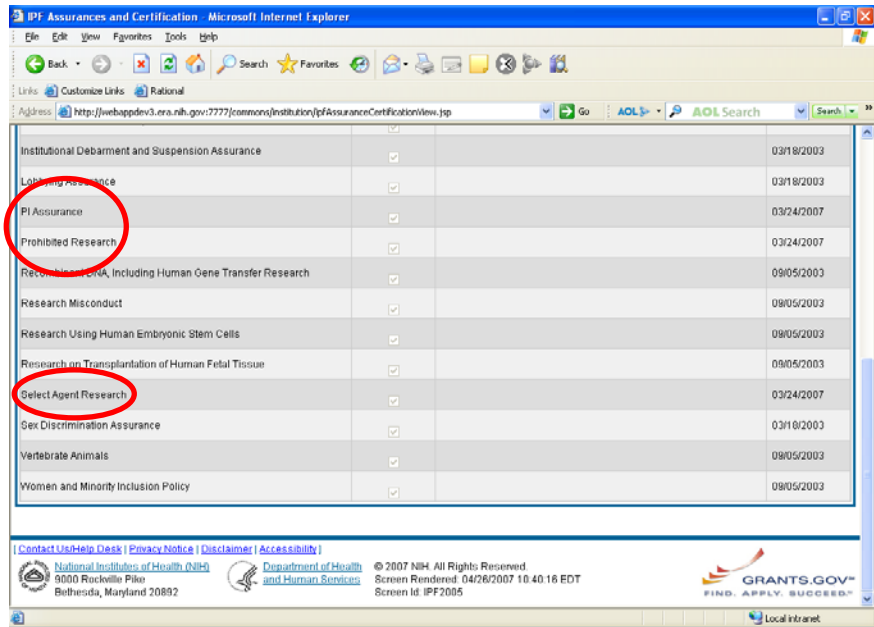 IPF Assurances and Certification - Microsoft Internet Explorer
File Edit View Favorites Tools Help
Back Search Favorites
Links Customize Links Rational
Address http://webappdev3.era.nih.gov:7777/commons/institution/ipfAssuranceCertificationView.jsp Go AOL AOL Search Search »
Institutional Debarment and Suspension Assurance 03/18/2003
Lobbying Assurance 03/18/2003
PI Assurance 03/24/2007
Prohibited Research 03/24/2007
Recombinent DNA, Including Human Gene Transfer Research 09/05/2003
Research Misconduct 09/05/2003
Research Using Human Embryonic Stem Cells 09/05/2003
Research on Transplantation of Human Fetal Tissue 09/05/2003
Select Agent Research 03/24/2007
Sex Discrimination Assurance 03/18/2003
Vertebrate Animals 09/05/2003
Women and Minority Inclusion Policy 09/05/2003
[ Contact Us/Help Desk | Privacy Notice | Disclaimer | Accessibility ]
National Institutes of Health (NIH)
9000 Rockville Pike
Bethesda, Maryland 20892
Department of Health
and Human Services
© 2007 NIH. All Rights Reserved.
Screen Rendered: 04/26/2007 10:40:16 EDT
Screen Id: IPF2005
GRANTS.GOV℠
FIND. APPLY. SUCCEED.℠
Local intranet